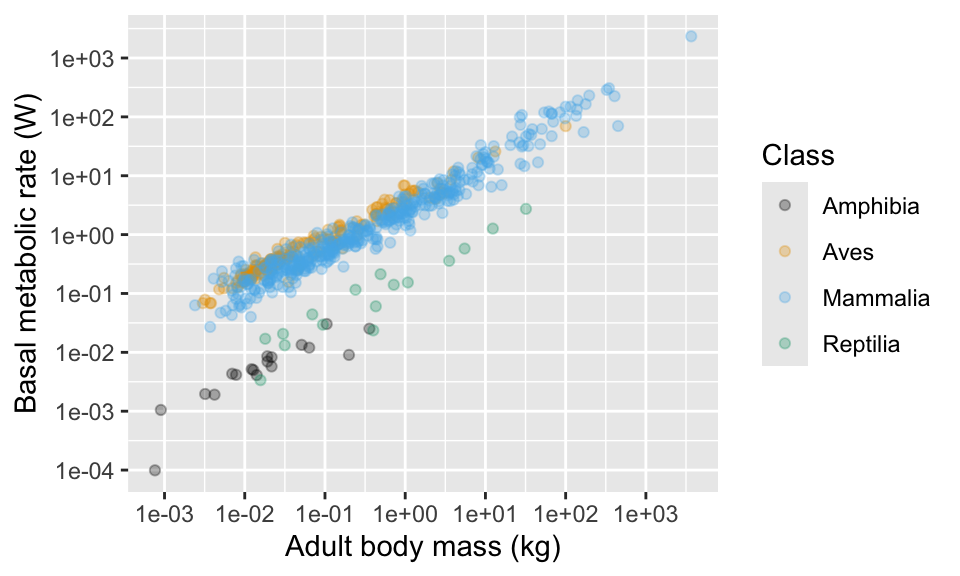 Basal metabolic rate (W)
1e+03
1e+02
1e+01
1e+00
1e-01
1e-02
1e-03
1e-04
1e-03 1e-02 1e-01 1e+00 1e+01 1e+02 1e+03
Adult body mass (kg)
Class
Amphibia
Aves
Mammalia
Reptilia